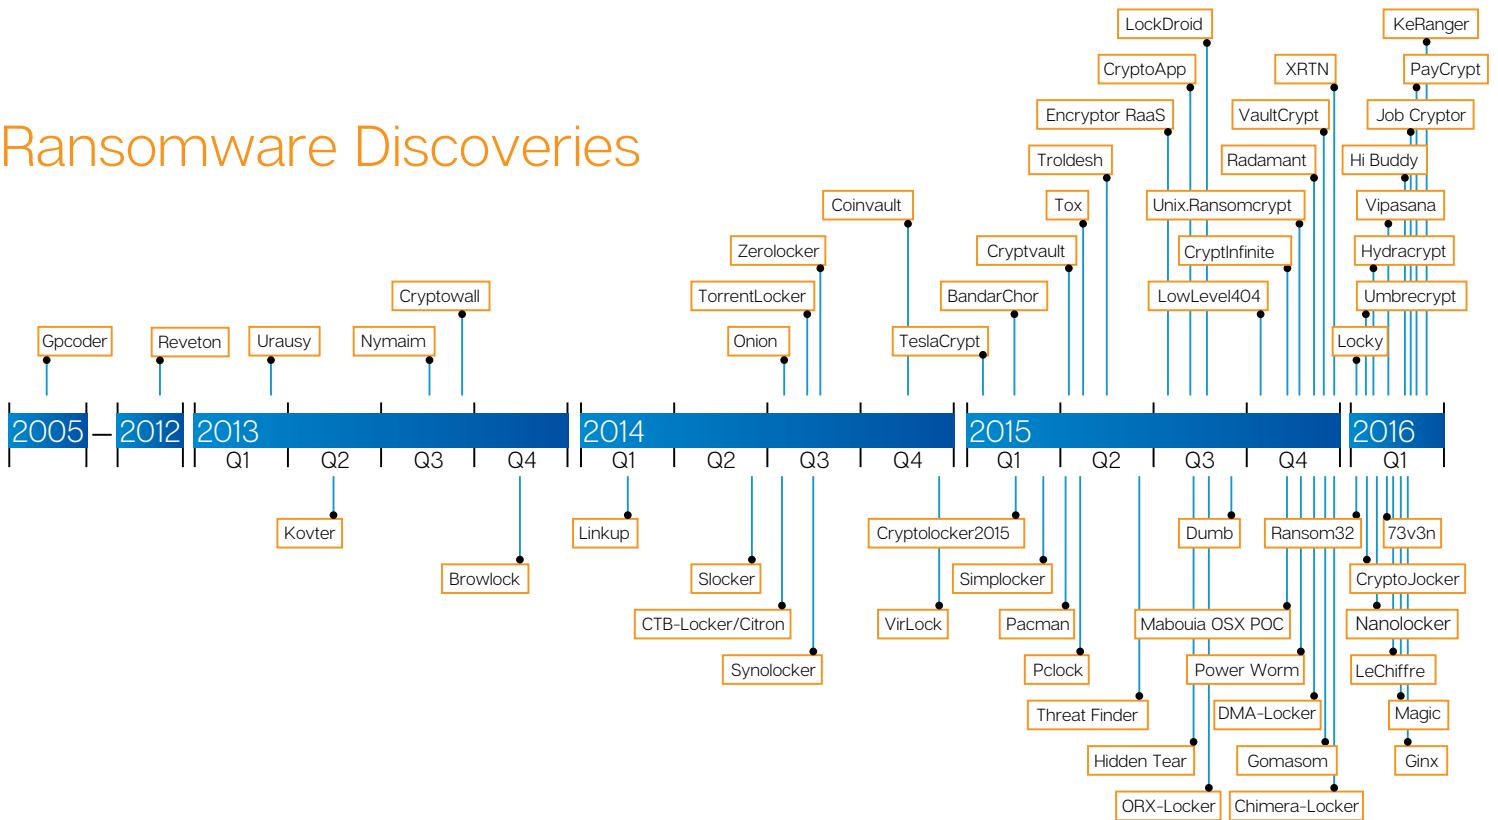 LockDroid
KeRanger
CryptoApp
XRTN
PayCrypt
Encryptor RaaS
VaultCrypt
Job Cryptor
Ransomware Discoveries
Troldesh
Radamant
Hi Buddy
Coinvault
Tox
Unix.Ransomcrypt
Vipasana
Zerolocker
Cryptvault
CryptInfinite
Hydracrypt
Cryptowall
TorrentLocker
BandarChor
LowLevel404
Umbrecrypt
Gpcoder
Reveton
Urausy
Nymaim
Onion
TeslaCrypt
Locky
2005
2012
2013
2014
2015
2016
Q1
Q2
Q3
Q4
Q1
Q2
Q3
Q4
Q1
Q2
Q3
Q4
Q1
Kovter
Linkup
Cryptolocker2015
Dumb
Ransom32
73v3n
Browlock
Slocker
Simplocker
CryptoJocker
CTB-Locker/Citron
VirLock
Pacman
Mabouia OSX POC
Nanolocker
Synolocker
Pclock
Power Worm
LeChiffre
Threat Finder
DMA-Locker
Magic
Hidden Tear
Gomasom
Ginx
ORX-Locker
Chimera-Locker